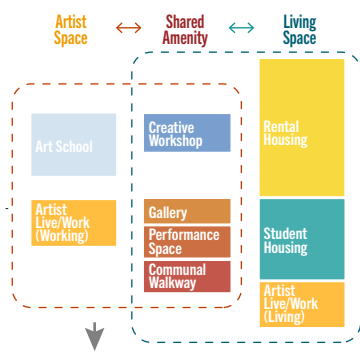 Artist
Space
Shared
Amenity
Living
Space
Art School
Artist
Live/Work
(Working)
Creative
Workshop
Gallery
Performance
Space
Communal
Walkway
Rental
Housing
Student
Housing
Artist
Live/Work
(Living)